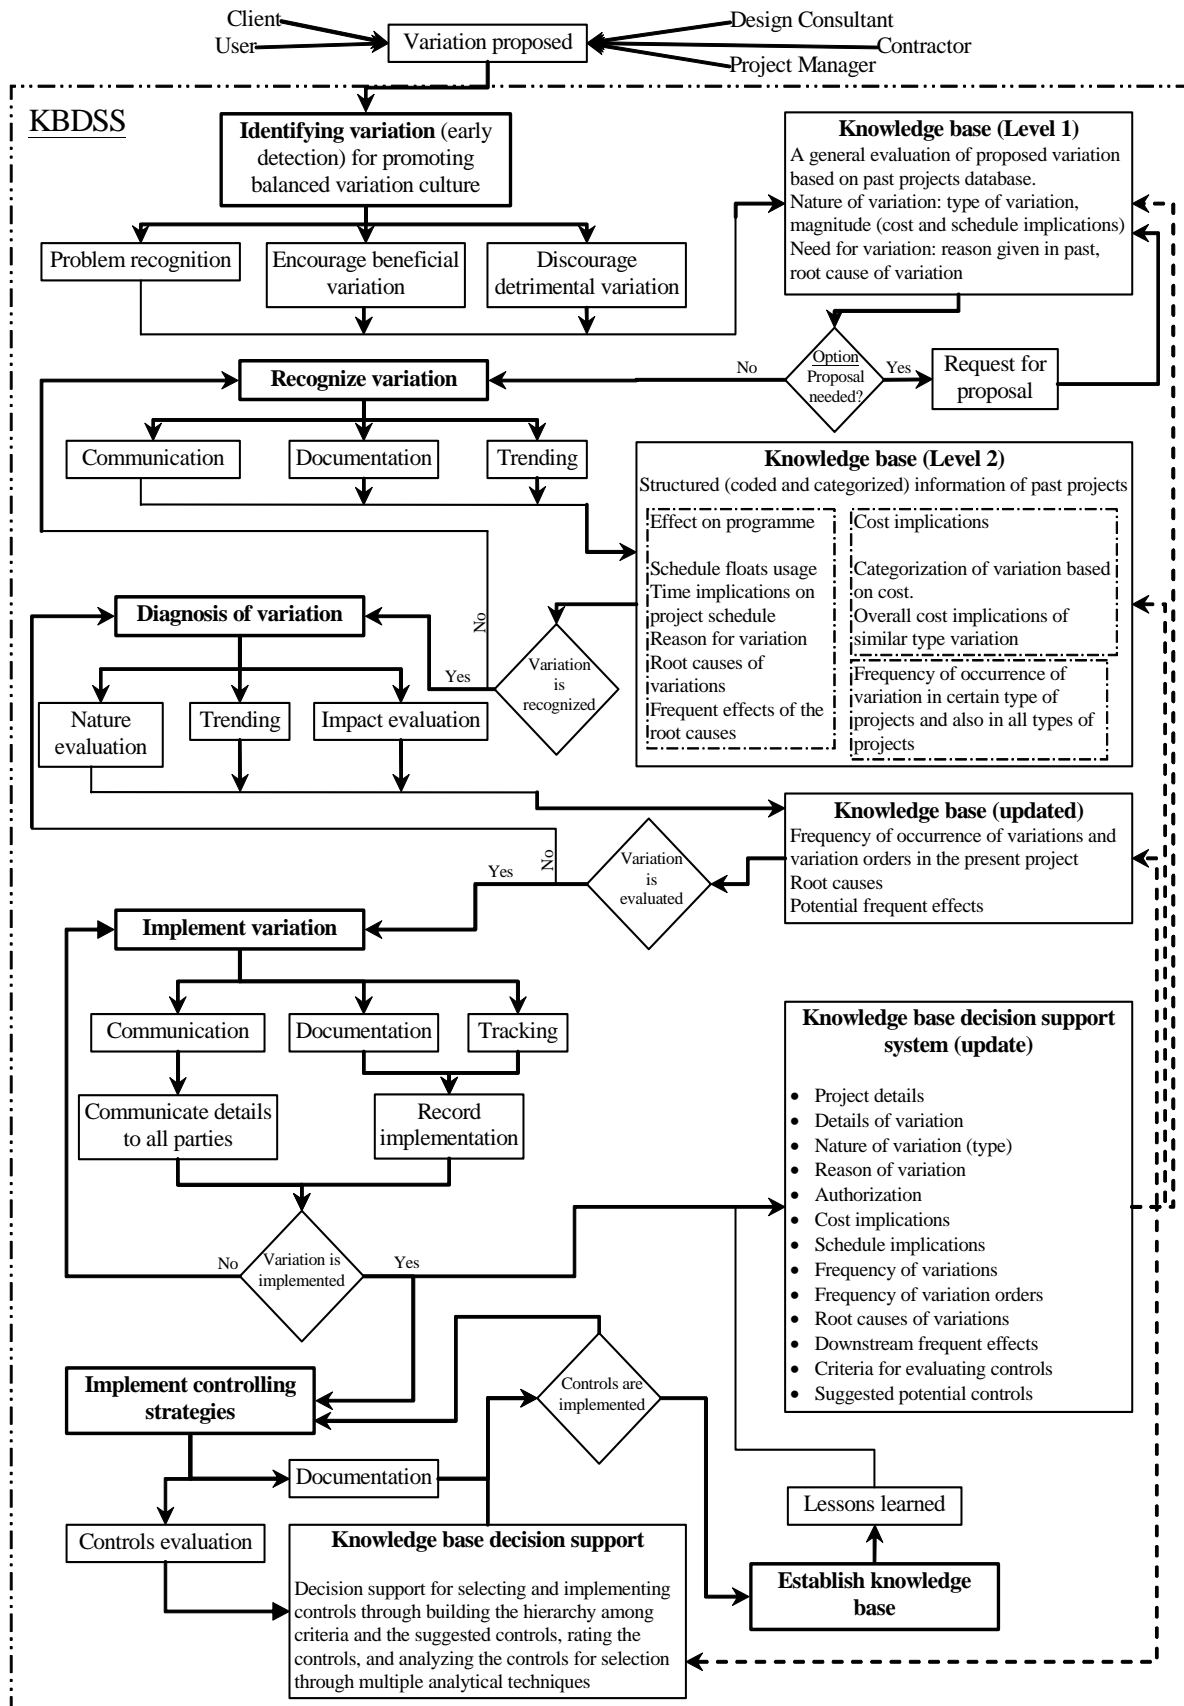 Client
User
Variation proposed
Design Consultant
Contractor
Project Manager
KBDSS
Identifying variation (early
detection) for promoting
balanced variation culture
Knowledge base (Level 1)
A general evaluation of proposed variation
based on past projects database.
Nature of variation: type of variation,
magnitude (cost and schedule implications)
Need for variation: reason given in past,
root cause of variation
Problem recognition
Encourage beneficial
variation
Discourage
detrimental variation
Option
Proposal
needed?
No
Yes
Request for
proposal
Recognize variation
Communication
Documentation
Trending
Knowledge base (Level 2)
Structured (coded and categorized) information of past projects
Effect on programme
Schedule floats usage
Time implications on
project schedule
Reason for variation
Root causes of
variations
Frequent effects of the
root causes
Cost implications
Categorization of variation based
on cost.
Overall cost implications of
similar type variation
Frequency of occurrence of
variation in certain type of
projects and also in all types of
projects
Diagnosis of variation
No
Yes
Variation
is
recognized
Nature
evaluation
Trending
Impact evaluation
Knowledge base (updated)
Frequency of occurrence of variations and
variation orders in the present project
Root causes
Potential frequent effects
Variation
is
evaluated
No
Yes
Implement variation
Communication
Documentation
Tracking
Communicate details
to all parties
Record
implementation
Variation is
implemented
No
Yes
Knowledge base decision support
system (update)
• Project details
• Details of variation
• Nature of variation (type)
• Reason of variation
• Authorization
• Cost implications
• Schedule implications
• Frequency of variations
• Frequency of variation orders
• Root causes of variations
• Downstream frequent effects
• Criteria for evaluating controls
• Suggested potential controls
Implement controlling
strategies
Controls are
implemented
Documentation
Controls evaluation
Knowledge base decision support
Decision support for selecting and implementing
controls through building the hierarchy among
criteria and the suggested controls, rating the
controls, and analyzing the controls for selection
through multiple analytical techniques
Lessons learned
Establish knowledge
base